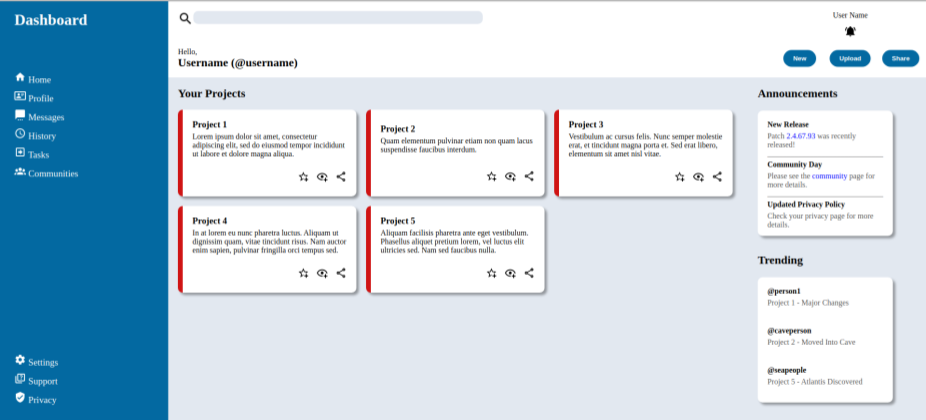 Dashboard
Home
Profile
Messages
History
Tasks
Communities
Settings
Support
Privacy
User Name
Hello,
Username (@username)
New
Upload
Share
Your Projects
Project 1
Lorem ipsum dolor sit amet, consectetur
adipiscing elit, sed do eiusmod tempor incididunt
ut labore et dolore magna aliqua.
Project 2
Quam elementum pulvinar etiam non quam lacus
suspendisse faucibus interdum.
Project 3
Vestibulum ac cursus felis. Nunc semper molestie
erat, et tincidunt magna porta et. Sed erat libero,
elementum sit amet nisl vitae.
Project 4
In at lorem eu nunc pharetra luctus. Aliquam ut
dignissim quam, vitae tincidunt risus. Nam auctor
enim sapien, pulvinar fringilla orci tempus sed.
Project 5
Aliquam facilisis pharetra ante eget vestibulum.
Phasellus aliquet pretium lorem, vel luctus elit
ultricies sed. Nam sed faucibus nulla.
Announcements
New Release
Patch 2.4.67.93 was recently
released!
Community Day
Please see the community page for
more details.
Updated Privacy Policy
Check your privacy page for more
details.
Trending
@person1
Project 1 - Major Changes
@caveperson
Project 2 - Moved Into Cave
@seapeople
Project 5 - Atlantis Discovered